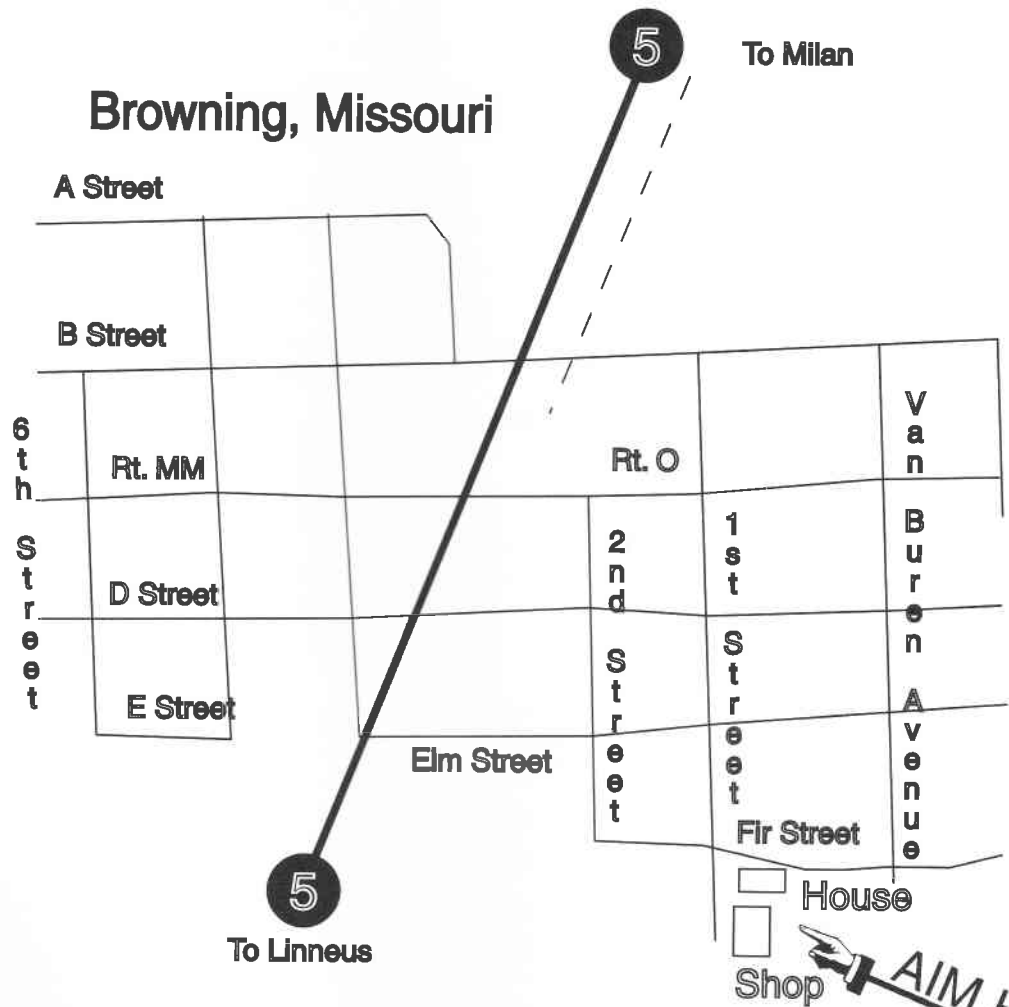 5
To Milan
Browning, Missouri
A Street
B Street
6th Street
Rt. MM
Rt. O
Van Buren Avenue
2nd Street
1st Street
D Street
E Street
Elm Street
Fir Street
5
House
To Linneus
Shop
AIM